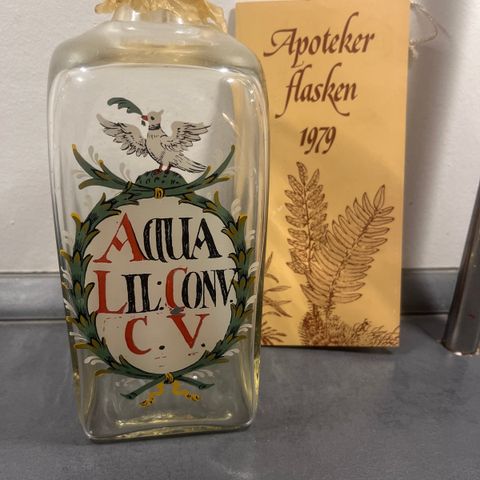 AQUA
LIL: CONV.
C. V.
Apoteker
flasken
1979